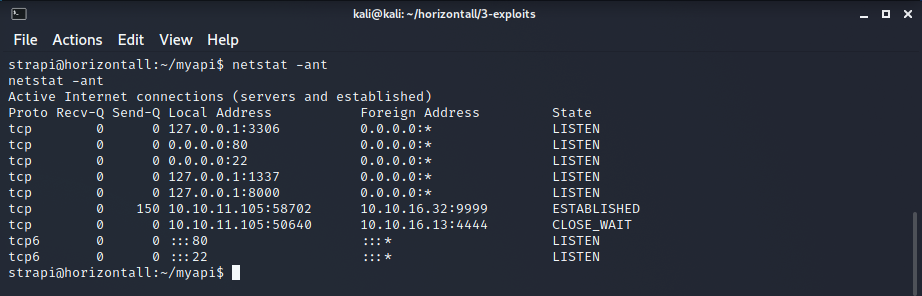 kali@kali: ~/horizontall/3-exploits
File Actions Edit View Help
strapi@horizontall:~/myapi$ netstat -ant
netstat -ant
Active Internet connections (servers and established)
Proto Recv-Q Send-Q Local Address           Foreign Address         State
tcp        0      0 127.0.0.1:3306          0.0.0.0:*               LISTEN
tcp        0      0 0.0.0.0:80              0.0.0.0:*               LISTEN
tcp        0      0 0.0.0.0:22              0.0.0.0:*               LISTEN
tcp        0      0 127.0.0.1:1337          0.0.0.0:*               LISTEN
tcp        0      0 127.0.0.1:8000          0.0.0.0:*               LISTEN
tcp        0    150 10.10.11.105:58702      10.10.16.32:9999        ESTABLISHED
tcp        0      0 10.10.11.105:50640      10.10.16.13:4444        CLOSE_WAIT
tcp6       0      0 :::80                   :::*                    LISTEN
tcp6       0      0 :::22                   :::*                    LISTEN
strapi@horizontall:~/myapi$